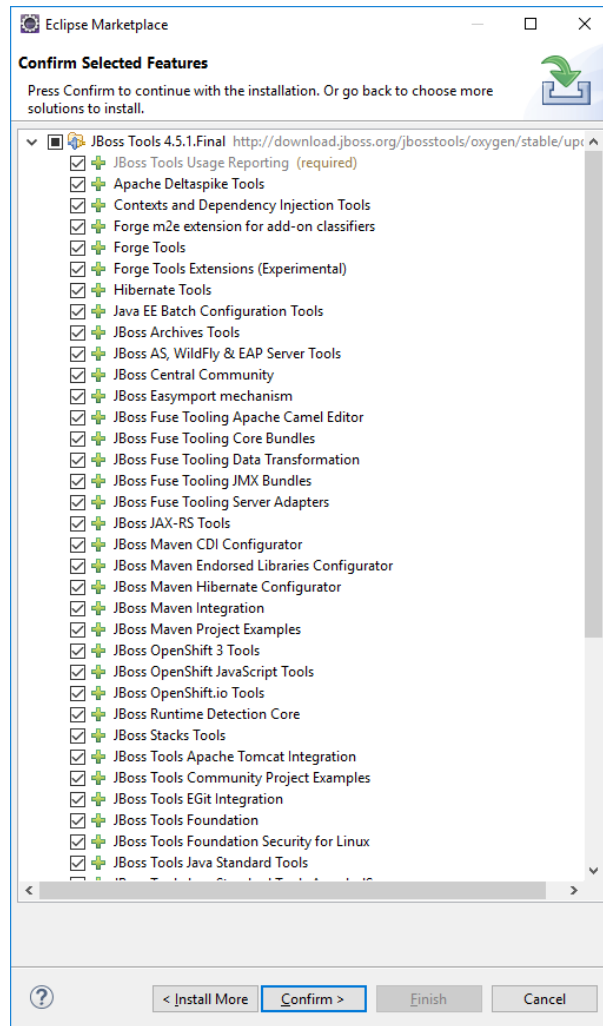 Eclipse Marketplace
Confirm Selected Features
Press Confirm to continue with the installation. Or go back to choose more
solutions to install.
JBoss Tools 4.5.1.Final http://download.jboss.org/jbosstools/oxygen/stable/upd
JBoss Tools Usage Reporting (required)
Apache Deltaspike Tools
Contexts and Dependency Injection Tools
Forge m2e extension for add-on classifiers
Forge Tools
Forge Tools Extensions (Experimental)
Hibernate Tools
Java EE Batch Configuration Tools
JBoss Archives Tools
JBoss AS, WildFly & EAP Server Tools
JBoss Central Community
JBoss Easymport mechanism
JBoss Fuse Tooling Apache Camel Editor
JBoss Fuse Tooling Core Bundles
JBoss Fuse Tooling Data Transformation
JBoss Fuse Tooling JMX Bundles
JBoss Fuse Tooling Server Adapters
JBoss JAX-RS Tools
JBoss Maven CDI Configurator
JBoss Maven Endorsed Libraries Configurator
JBoss Maven Hibernate Configurator
JBoss Maven Integration
JBoss Maven Project Examples
JBoss OpenShift 3 Tools
JBoss OpenShift JavaScript Tools
JBoss OpenShift.io Tools
JBoss Runtime Detection Core
JBoss Stacks Tools
JBoss Tools Apache Tomcat Integration
JBoss Tools Community Project Examples
JBoss Tools EGit Integration
JBoss Tools Foundation
JBoss Tools Foundation Security for Linux
JBoss Tools Java Standard Tools
? < Install More Confirm > Finish Cancel